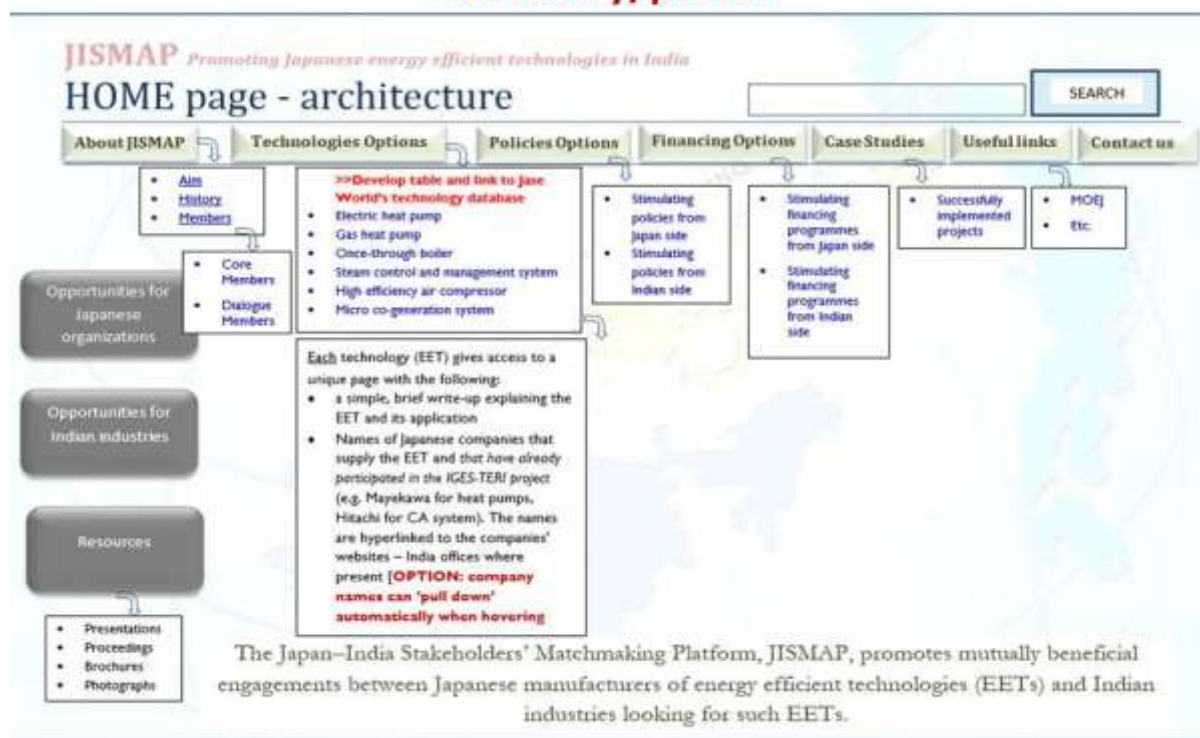 JISMAP Promoting Japanese energy efficient technologies in India
HOME page - architecture
SEARCH
About JISMAP
Technologies Options
Policies Options
Financing Options
Case Studies
Useful links
Contact us
• Aim
• History
• Members
• Core
Members
• Dialogue
Members
>>Develop table and link to Jase
World's technology database
• Electric heat pump
• Gas heat pump
• Once-through boiler
• Steam control and management system
• High efficiency air compressor
• Micro co-generation system
Each technology (EET) gives access to a
unique page with the following:
• a simple, brief write-up explaining the
EET and its application
• Names of Japanese companies that
supply the EET and that have already
participated in the IGES-TERI project
(e.g. Mayekawa for heat pumps,
Hitachi for CA system). The names
are hyperlinked to the companies'
websites – India offices where
present [OPTION: company
names can 'pull down'
automatically when hovering
• Stimulating
policies from
Japan side
• Stimulating
policies from
Indian side
• Stimulating
financing
programmes
from Japan side
• Stimulating
financing
programmes
from Indian
side
• Successfully
implemented
projects
• MOEJ
• Etc.
Opportunities for
Japanese
organizations
Opportunities for
Indian industries
Resources
• Presentations
• Proceedings
• Brochures
• Photographs
The Japan–India Stakeholders' Matchmaking Platform, JISMAP, promotes mutually beneficial
engagements between Japanese manufacturers of energy efficient technologies (EETs) and Indian
industries looking for such EETs.